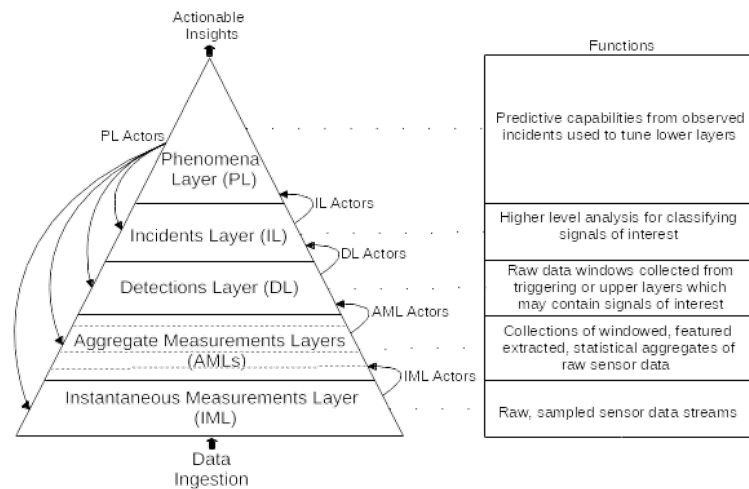 Actionable
Insights
PL Actors
Phenomena
Layer (PL)
IL Actors
Incidents Layer (IL)
DL Actors
Detections Layer (DL)
AML Actors
Aggregate Measurements Layers
(AMLs)
IML Actors
Instantaneous Measurements Layer
(IML)
Data
Ingestion
Functions
Predictive capabilities from observed
incidents used to tune lower layers
Higher level analysis for classifying
signals of interest
Raw data windows collected from
triggering or upper layers which
may contain signals of interest
Collections of windowed, featured
extracted, statistical aggregates of
raw sensor data
Raw, sampled sensor data streams